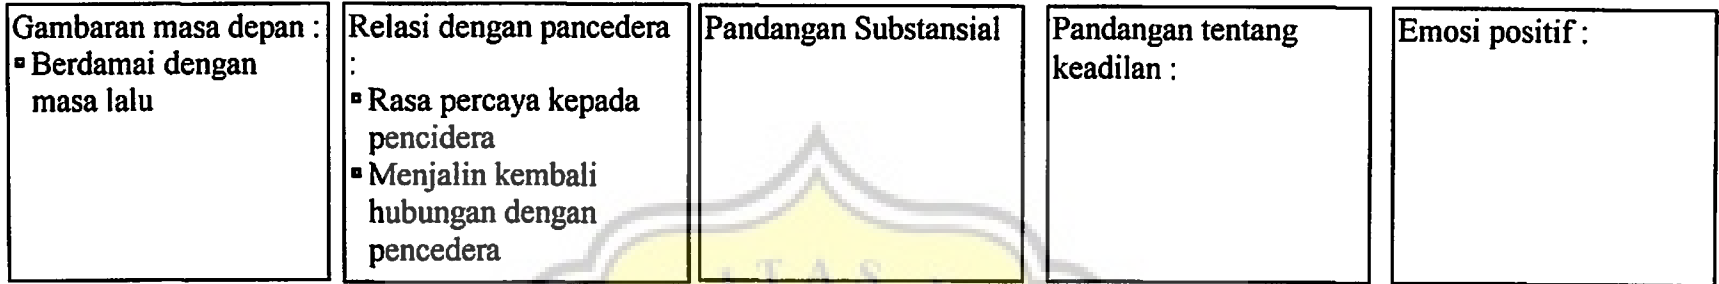 Gambaran masa depan :
▫ Berdamai dengan
masa lalu
Relasi dengan pancedera
:
▫ Rasa percaya kepada
pencidera
▫ Menjalin kembali
hubungan dengan
pencedera
Pandangan Substansial
Pandangan tentang
keadilan :
Emosi positif :
ITAS